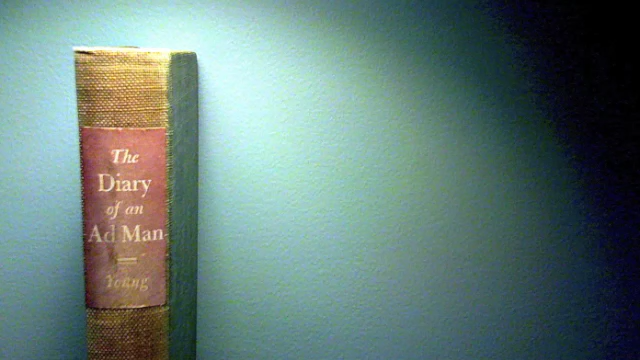 The
Diary
of an
Ad Man
Young